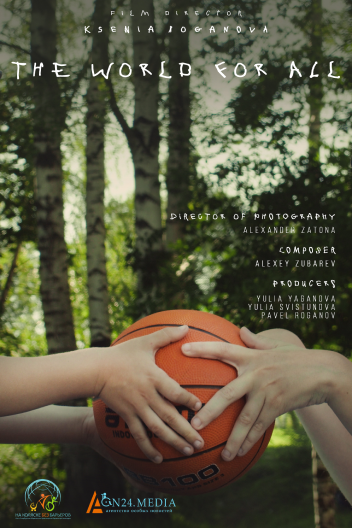 FILM DIRECTOR
KSENIA ROGANOVA
THE WORLD FOR ALL
DIRECTOR OF PHOTOGRAPHY
ALEXANDER ZATONA
COMPOSER
ALEXEY ZUBAREV
PRODUCERS
YULIA YAGANOVA
YULIA SVISTUNOVA
PAVEL ROGANOV
GN24.MEDIA